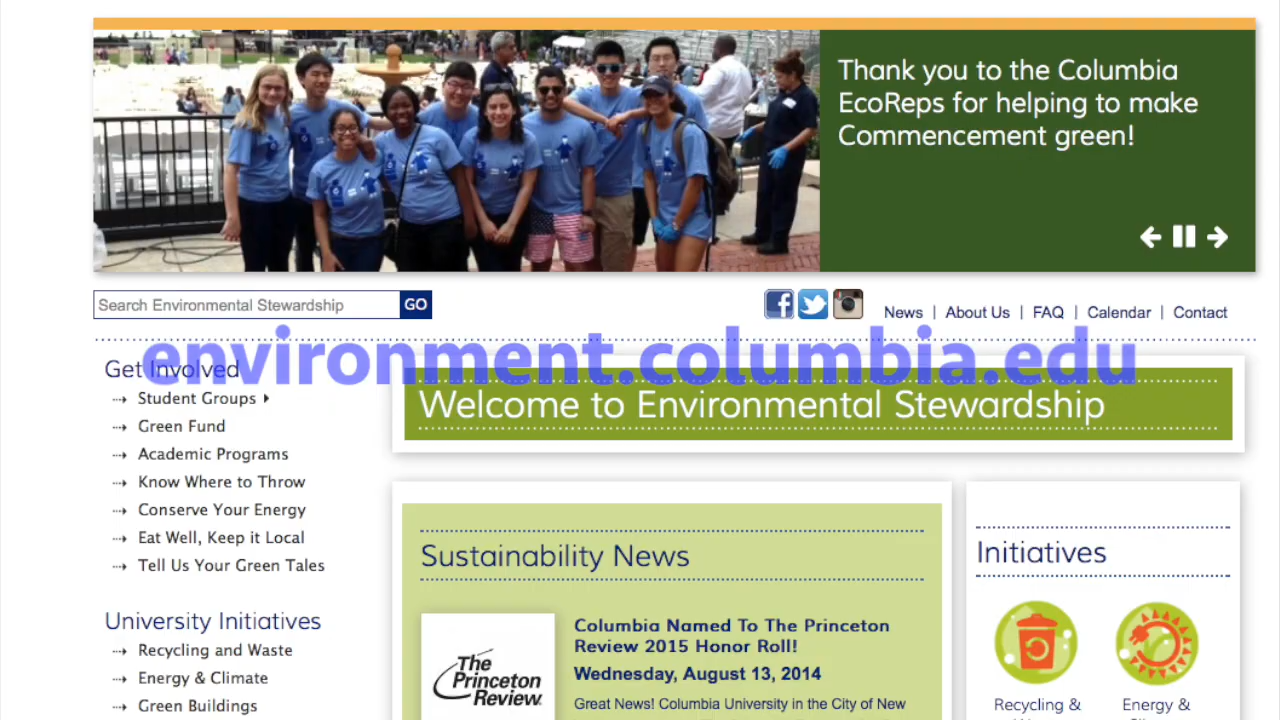 Thank you to the Columbia
EcoReps for helping to make
Commencement green!
Search Environmental Stewardship
GO
News | About Us | FAQ | Calendar | Contact
environment.columbia.edu
Get Involved
Student Groups
Green Fund
Academic Programs
Know Where to Throw
Conserve Your Energy
Eat Well, Keep it Local
Tell Us Your Green Tales
University Initiatives
Recycling and Waste
Energy & Climate
Green Buildings
Welcome to Environmental Stewardship
Sustainability News
The
Princeton
Review
Columbia Named To The Princeton
Review 2015 Honor Roll!
Wednesday, August 13, 2014
Great News! Columbia University in the City of New
Initiatives
Recycling &
Energy &